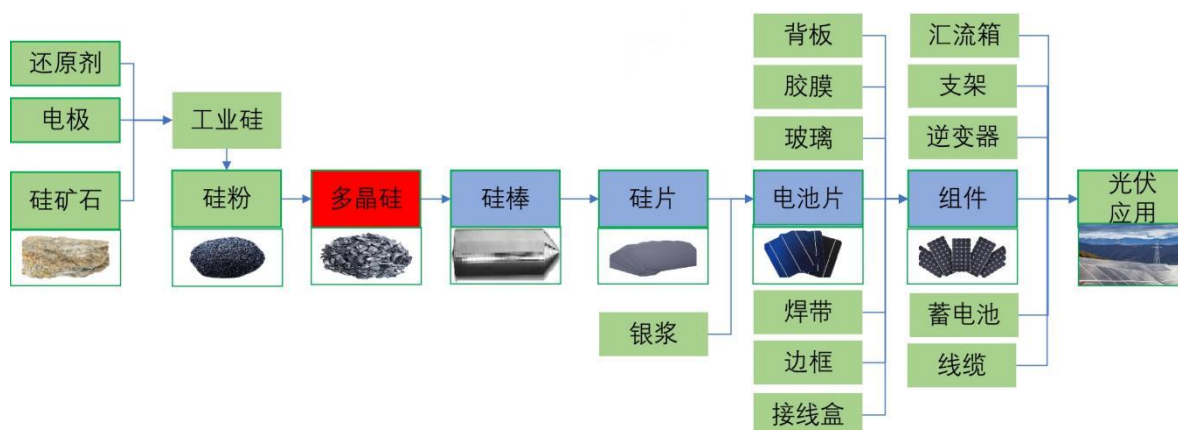 背板
汇流箱
还原剂
胶膜
支架
电极
工业硅
玻璃
逆变器
硅矿石
硅粉
多晶硅
硅棒
硅片
电池片
组件
光伏
应用
银浆
焊带
蓄电池
边框
线缆
接线盒